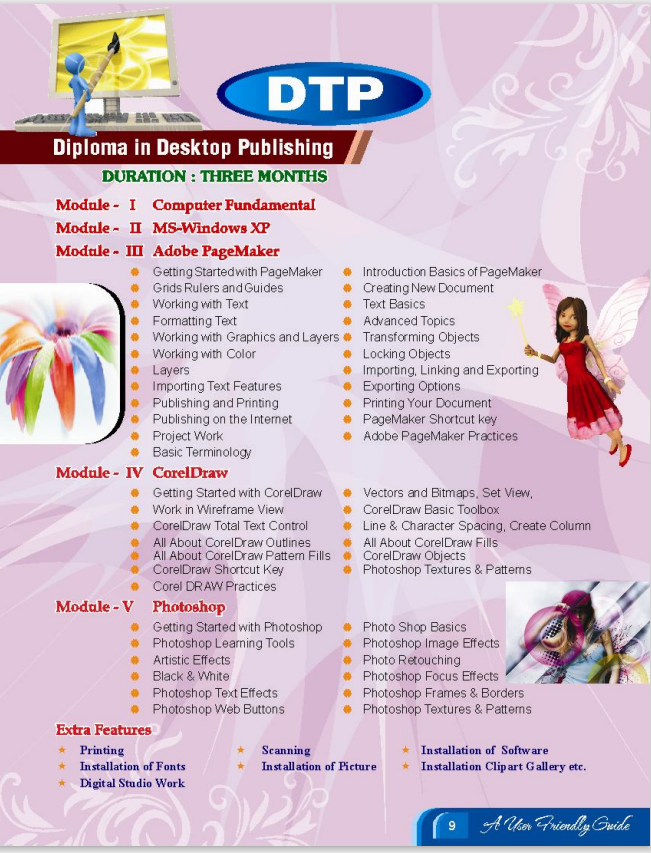 DTP
Diploma in Desktop Publishing
DURATION : THREE MONTHS
Module - I Computer Fundamental
Module - II MS-Windows XP
Module - III Adobe PageMaker
Getting Started with PageMaker Introduction Basics of PageMaker
Grids Rulers and Guides Creating New Document
Working with Text Text Basics
Formatting Text Advanced Topics
Working with Graphics and Layers Transforming Objects
Working with Color Locking Objects
Layers Importing, Linking and Exporting
Importing Text Features Exporting Options
Publishing and Printing Printing Your Document
Publishing on the Internet PageMaker Shortcut key
Project Work Adobe PageMaker Practices
Basic Terminology
Module - IV CorelDraw
Getting Started with CorelDraw Vectors and Bitmaps, Set View,
Work in Wireframe View CorelDraw Basic Toolbox
CorelDraw Total Text Control Line & Character Spacing, Create Column
All About CorelDraw Outlines All About CorelDraw Fills
All About CorelDraw Pattern Fills CorelDraw Objects
CorelDraw Shortcut Key Photoshop Textures & Patterns
Corel DRAW Practices
Module - V Photoshop
Getting Started with Photoshop Photo Shop Basics
Photoshop Learning Tools Photoshop Image Effects
Artistic Effects Photo Retouching
Black & White Photoshop Focus Effects
Photoshop Text Effects Photoshop Frames & Borders
Photoshop Web Buttons Photoshop Textures & Patterns
Extra Features
Printing Scanning Installation of Software
Installation of Fonts Installation of Picture Installation Clipart Gallery etc.
Digital Studio Work
9 A User Friendly Guide